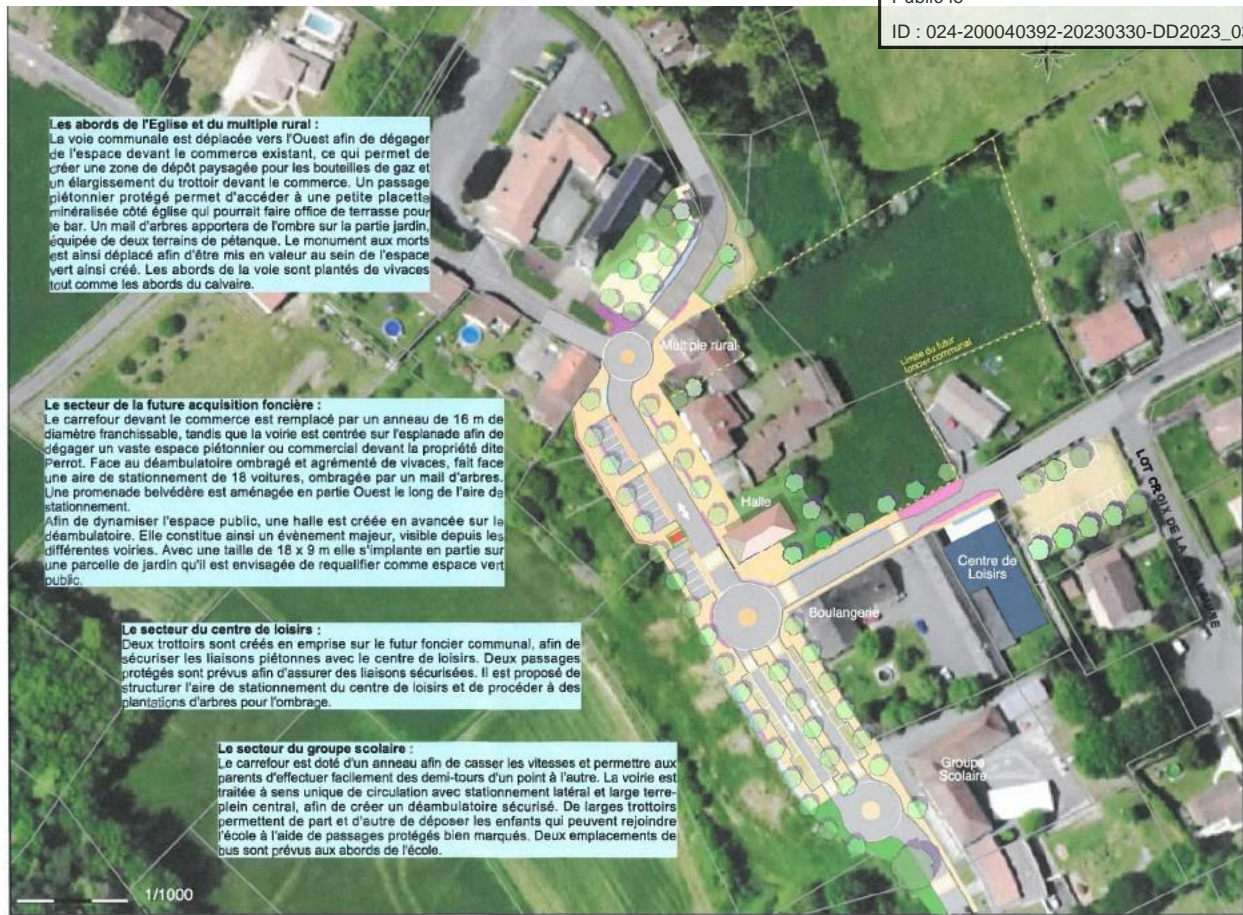 Publié le
ID : 024-200040392-20230330-DD2023_03
Les abords de l'Eglise et du multiple rural :
La voie communale est déplacée vers l'Ouest afin de dégager
de l'espace devant le commerce existant, ce qui permet de
créer une zone de dépôt paysagée pour les bouteilles de gaz et
un élargissement du trottoir devant le commerce. Un passage
piétonnier protégé permet d'accéder à une petite placette
minéralisée côté église qui pourrait faire office de terrasse pour
le bar. Un mail d'arbres apportera de l'ombre sur la partie jardin,
équipée de deux terrains de pétanque. Le monument aux morts
est ainsi déplacé afin d'être mis en valeur au sein de l'espace
vert ainsi créé. Les abords de la voie sont plantés de vivaces
tout comme les abords du calvaire.
Multiple rural
Limite du futur
foncier communal
Le secteur de la future acquisition foncière :
Le carrefour devant le commerce est remplacé par un anneau de 16 m de
diamètre franchissable, tandis que la voirie est centrée sur l'esplanade afin de
dégager un vaste espace piétonnier ou commercial devant la propriété dite
Perrot. Face au déambulatoire ombragé et agrémenté de vivaces, fait face
une aire de stationnement de 18 voitures, ombragée par un mail d'arbres.
Une promenade belvédère est aménagée en partie Ouest le long de l'aire de
stationnement.
Afin de dynamiser l'espace public, une halle est créée en avancée sur le
déambulatoire. Elle constitue ainsi un évènement majeur, visible depuis les
différentes voiries. Avec une taille de 18 x 9 m elle s'implante en partie sur
une parcelle de jardin qu'il est envisagée de requalifier comme espace vert
public.
Halle
LOT CROIX DE LA
Centre de
Loisirs
Boulangerie
Le secteur du centre de loisirs :
Deux trottoirs sont créés en emprise sur le futur foncier communal, afin de
sécuriser les liaisons piétonnes avec le centre de loisirs. Deux passages
protégés sont prévus afin d'assurer des liaisons sécurisées. Il est proposé de
structurer l'aire de stationnement du centre de loisirs et de procéder à des
plantations d'arbres pour l'ombrage.
Le secteur du groupe scolaire :
Le carrefour est doté d'un anneau afin de casser les vitesses et permettre aux
parents d'effectuer facilement des demi-tours d'un point à l'autre. La voirie est
traitée à sens unique de circulation avec stationnement latéral et large terre-
plein central, afin de créer un déambulatoire sécurisé. De larges trottoirs
permettent de part et d'autre de déposer les enfants qui peuvent rejoindre
l'école à l'aide de passages protégés bien marqués. Deux emplacements de
bus sont prévus aux abords de l'école.
Groupe
Scolaire
1/1000